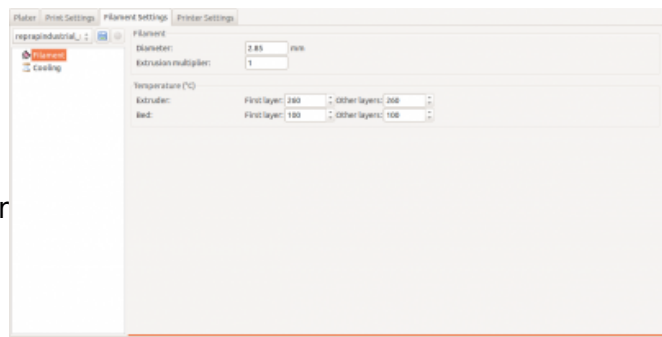 Plater Print Settings Filament Settings Printer Settings
reprapindustrial_
Filament
Cooling
Filament
Diameter: 2.85 mm
Extrusion multiplier: 1
Temperature (°C)
Extruder: First layer: 260 Other layers: 260
Bed: First layer: 100 Other layers: 100
r